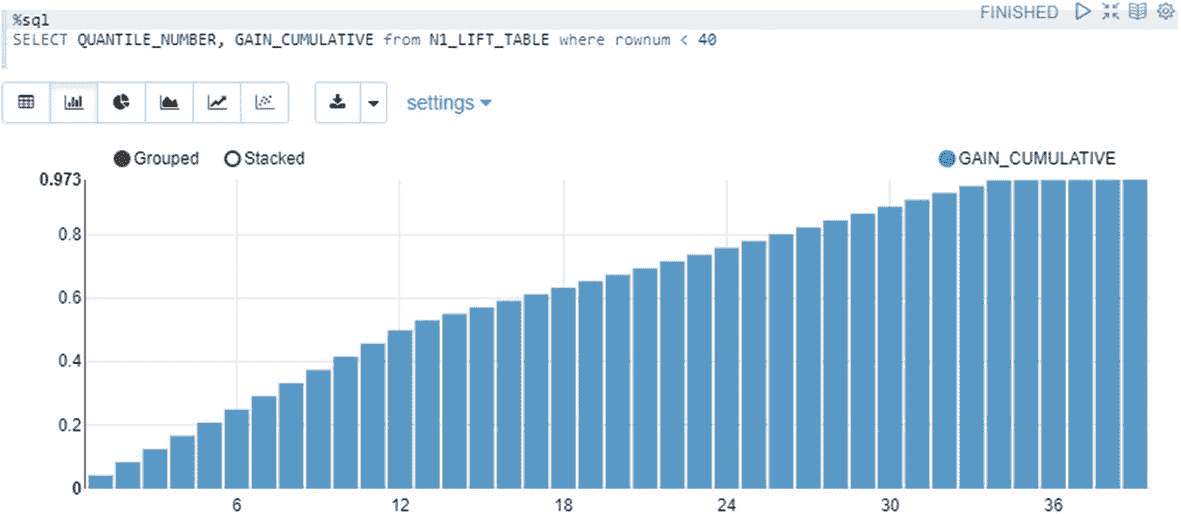 %sql
FINISHED
SELECT QUANTILE_NUMBER, GAIN_CUMULATIVE from N1_LIFT_TABLE where rownum < 40
settings
Grouped Stacked GAIN_CUMULATIVE
0.973
0.8
0.6
0.4
0.2
0
6 12 18 24 30 36